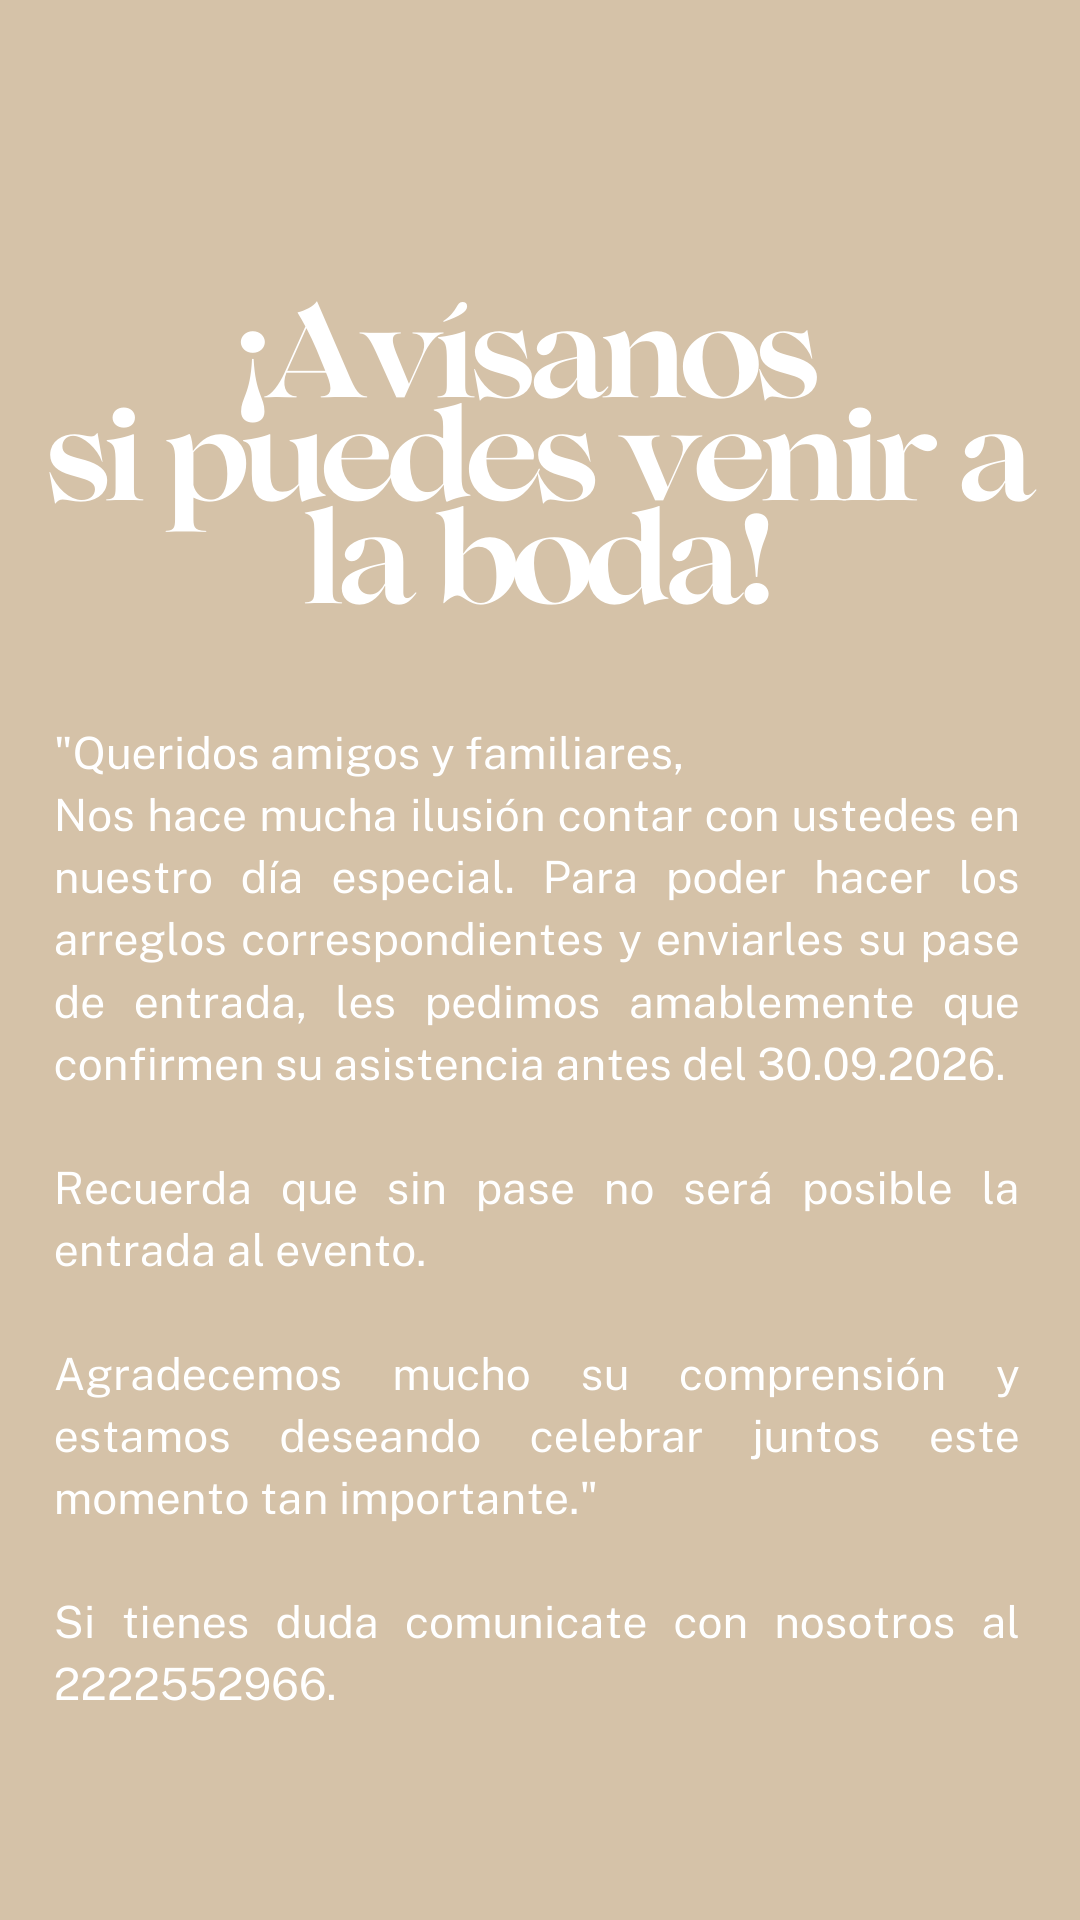 ¡Avísanos
si puedes venir a
la boda!
"Queridos amigos y familiares,
Nos hace mucha ilusión contar con ustedes en
nuestro día especial. Para poder hacer los
arreglos correspondientes y enviarles su pase
de entrada, les pedimos amablemente que
confirmen su asistencia antes del 30.09.2026.
Recuerda que sin pase no será posible la
entrada al evento.
Agradecemos mucho su comprensión y
estamos deseando celebrar juntos este
momento tan importante."
Si tienes duda comunicate con nosotros al
2222552966.